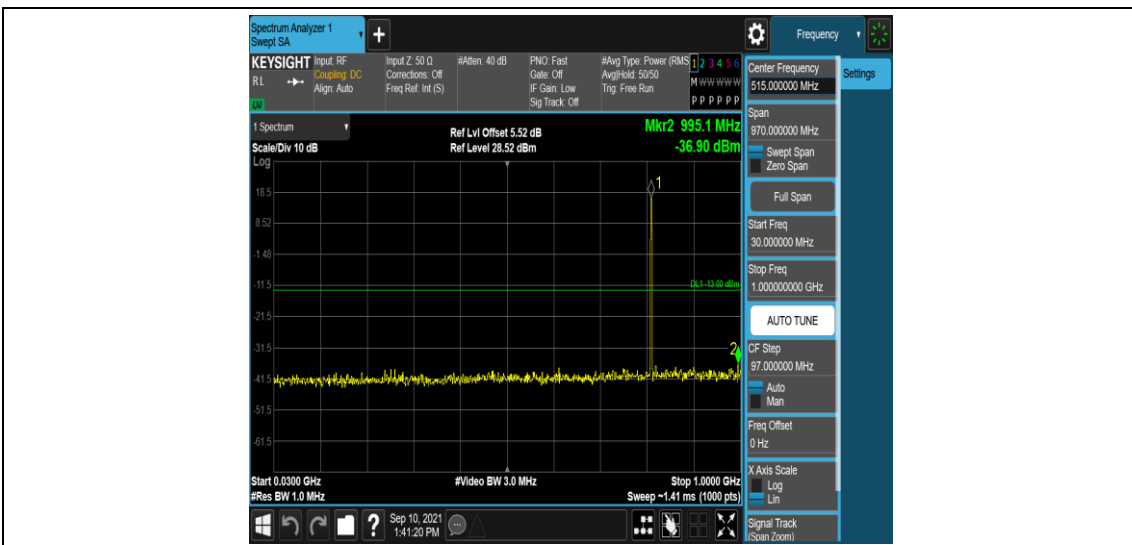 Spectrum Analyzer 1
Swept SA
+
Frequency
KEYSIGHT
RL
LXI
Input: RF
Coupling: DC
Align: Auto
Input Z: 50 Ω
Corrections: Off
Freq Ref: Int (S)
#Atten: 40 dB
PNO: Fast
Gate: Off
IF Gain: Low
Sig Track: Off
#Avg Type: Power (RMS
Avg|Hold: 50/50
Trig: Free Run
1 2 3 4 5 6
M W W W W W
P P P P P P
1 Spectrum
Scale/Div 10 dB
Log
Ref Lvl Offset 5.52 dB
Ref Level 28.52 dBm
Mkr2 995.1 MHz
-36.90 dBm
1
18.5
8.52
-1.48
-11.5
DL1 -13.00 dBm
-21.5
-31.5
2
-41.5
-51.5
-61.5
Start 0.0300 GHz
#Video BW 3.0 MHz
Stop 1.0000 GHz
#Res BW 1.0 MHz
Sweep ~1.41 ms (1000 pts)
?
Sep 10, 2021
1:41:20 PM
Center Frequency
515.000000 MHz
Settings
Span
970.000000 MHz
Swept Span
Zero Span
Full Span
Start Freq
30.000000 MHz
Stop Freq
1.000000000 GHz
AUTO TUNE
CF Step
97.000000 MHz
Auto
Man
Freq Offset
0 Hz
X Axis Scale
Log
Lin
Signal Track
(Span Zoom)